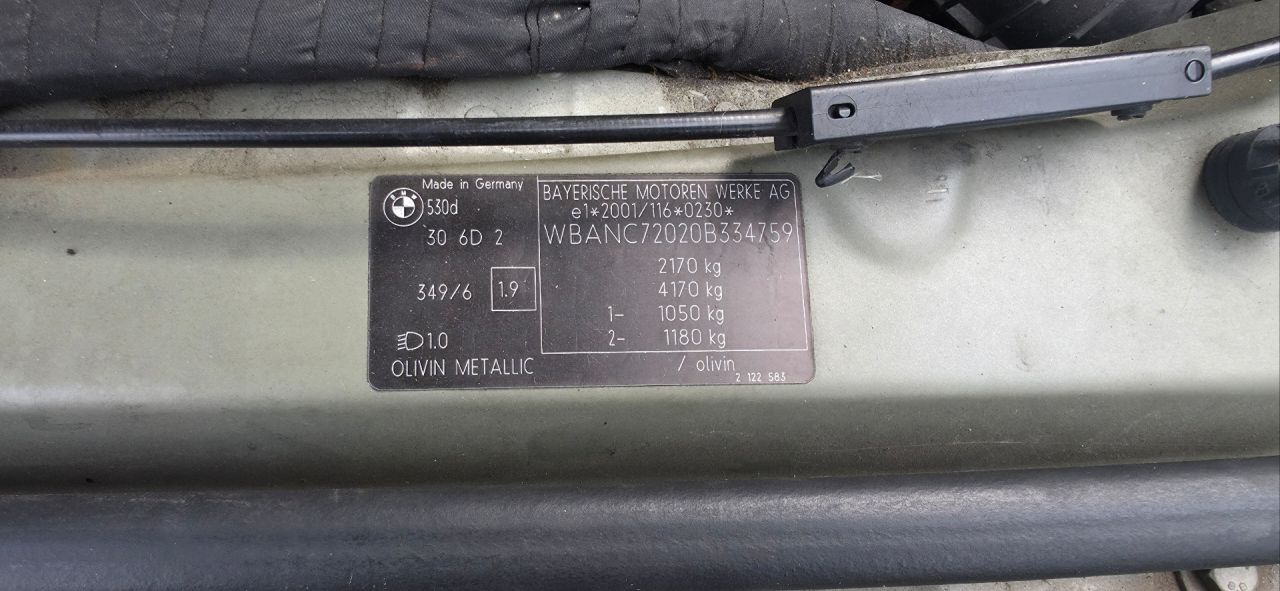 BMW
Made in Germany
530d
30 6D 2
349/6
1.9
1.0
OLIVIN METALLIC
BAYERISCHE MOTOREN WERKE AG
e1*2001/116*0230*
WBANC72020B334759
2170 kg
4170 kg
1- 1050 kg
2- 1180 kg
/ olivin
2 122 583